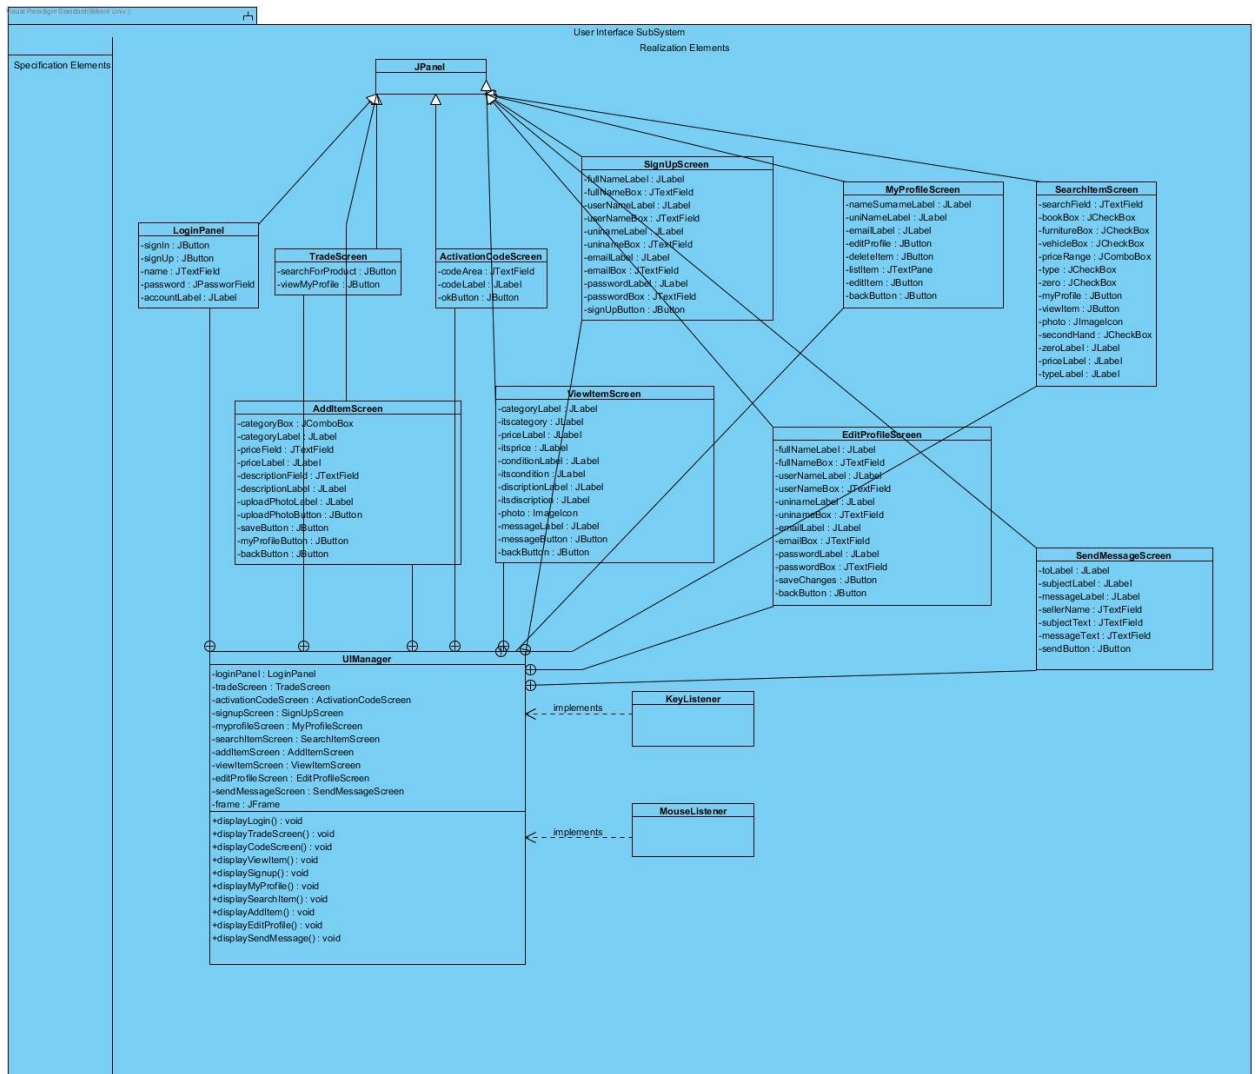 Visual Paradigm Standard(Bilkent Univ.)
User Interface SubSystem
Realization Elements
Specification Elements
JPanel
SignUpScreen
-fullNameLabel : JLabel
-fullNameBox : JTextField
-userNameLabel : JLabel
-userNameBox : JTextField
-uninameLabel : JLabel
-uninameBox : JTextField
-emailLabel : JLabel
-emailBox : JTextField
-passwordLabel : JLabel
-passwordBox : JTextField
-signUpButton : JButton
MyProfileScreen
-nameSurnameLabel : JLabel
-uniNameLabel : JLabel
-emailLabel : JLabel
-editProfile : JButton
-deleteItem : JButton
-listItem : JTextPane
-editItem : JButton
-backButton : JButton
SearchItemScreen
-searchField : JTextField
-bookBox : JCheckBox
-furnitureBox : JCheckBox
-vehicleBox : JCheckBox
-priceRange : JComboBox
-type : JCheckBox
-zero : JCheckBox
-myProfile : JButton
-viewItem : JButton
-photo : JImageIcon
-secondHand : JCheckBox
-zeroLabel : JLabel
-priceLabel : JLabel
-typeLabel : JLabel
LoginPanel
-signIn : JButton
-signUp : JButton
-name : JTextField
-password : JPassworField
-accountLabel : JLabel
TradeScreen
-searchForProduct : JButton
-viewMyProfile : JButton
ActivationCodeScreen
-codeArea : JTextField
-codeLabel : JLabel
-okButton : JButton
AddItemScreen
-categoryBox : JComboBox
-categoryLabel : JLabel
-priceField : JTextField
-priceLabel : JLabel
-descriptionField : JTextField
-descriptionLabel : JLabel
-uploadPhotoLabel : JLabel
-uploadPhotoButton : JButton
-saveButton : JButton
-myProfileButton : JButton
-backButton : JButton
ViewItemScreen
-categoryLabel : JLabel
-itscategory : JLabel
-priceLabel : JLabel
-itsprice : JLabel
-conditionLabel : JLabel
-itscondition : JLabel
-discriptionLabel : JLabel
-itsdiscription : JLabel
-photo : ImageIcon
-messageLabel : JLabel
-messageButton : JButton
-backButton : JButton
EditProfileScreen
-fullNameLabel : JLabel
-fullNameBox : JTextField
-userNameLabel : JLabel
-userNameBox : JTextField
-uninameLabel : JLabel
-uninameBox : JTextField
-emailLabel : JLabel
-emailBox : JTextField
-passwordLabel : JLabel
-passwordBox : JTextField
-saveChanges : JButton
-backButton : JButton
SendMessageScreen
-toLabel : JLabel
-subjectLabel : JLabel
-messageLabel : JLabel
-sellerName : JTextField
-subjectText : JTextField
-messageText : JTextField
-sendButton : JButton
UIManager
-loginPanel : LoginPanel
-tradeScreen : TradeScreen
-activationCodeScreen : ActivationCodeScreen
-signupScreen : SignUpScreen
-myprofileScreen : MyProfileScreen
-searchItemScreen : SearchItemScreen
-addItemScreen : AddItemScreen
-viewItemScreen : ViewItemScreen
-editProfileScreen : EditProfileScreen
-sendMessageScreen : SendMessageScreen
-frame : JFrame
+displayLogin() : void
+displayTradeScreen() : void
+displayCodeScreen() : void
+displayViewItem() : void
+displaySignup() : void
+displayMyProfile() : void
+displaySearchItem() : void
+displayAddItem() : void
+displayEditProfile() : void
+displaySendMessage() : void
implements
KeyListener
implements
MouseListener